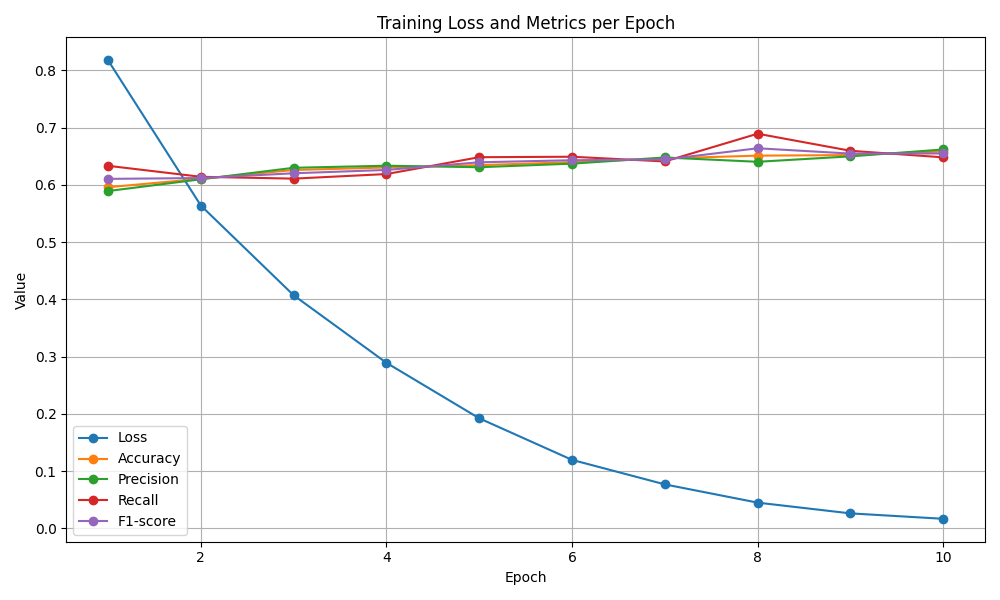 Training Loss and Metrics per Epoch
Value
0.8
0.7
0.6
0.5
0.4
0.3
0.2
0.1
0.0
Loss
Accuracy
Precision
Recall
F1-score
2 4 6 8 10
Epoch